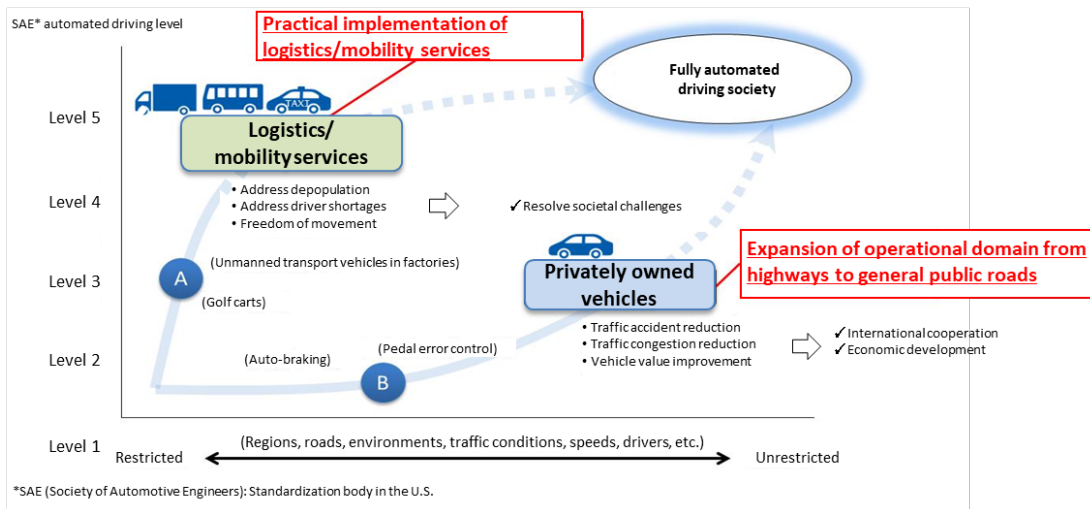 SAE* automated driving level
Practical implementation of
logistics/mobility services
Fully automated
driving society
TAXI
Level 5
Logistics/
mobility services
• Address depopulation
• Address driver shortages
• Freedom of movement
Level 4
✓Resolve societal challenges
Expansion of operational domain from
highways to general public roads
(Unmanned transport vehicles in factories)
A
Level 3
Privately owned
vehicles
(Golf carts)
• Traffic accident reduction
• Traffic congestion reduction
• Vehicle value improvement
✓International cooperation
✓Economic development
(Pedal error control)
Level 2
(Auto-braking)
B
Level 1
(Regions, roads, environments, traffic conditions, speeds, drivers, etc.)
Restricted
Unrestricted
*SAE (Society of Automotive Engineers): Standardization body in the U.S.